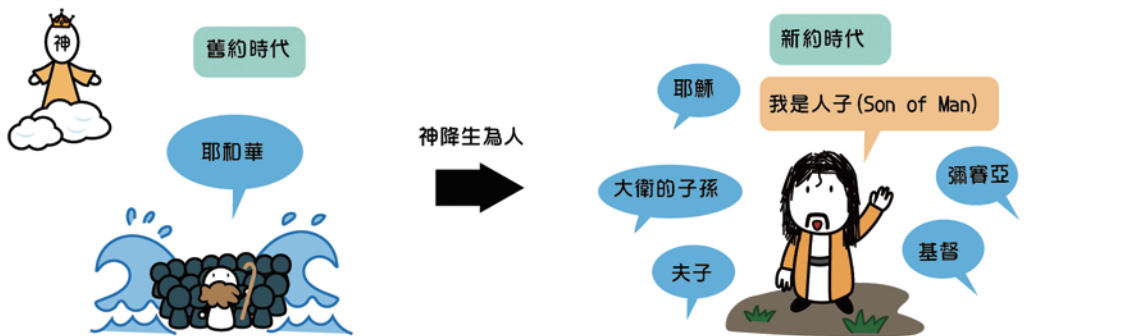 神
舊約時代
耶和華
神降生為人
新約時代
耶穌
我是人子(Son of Man)
大衛的子孫
彌賽亞
夫子
基督